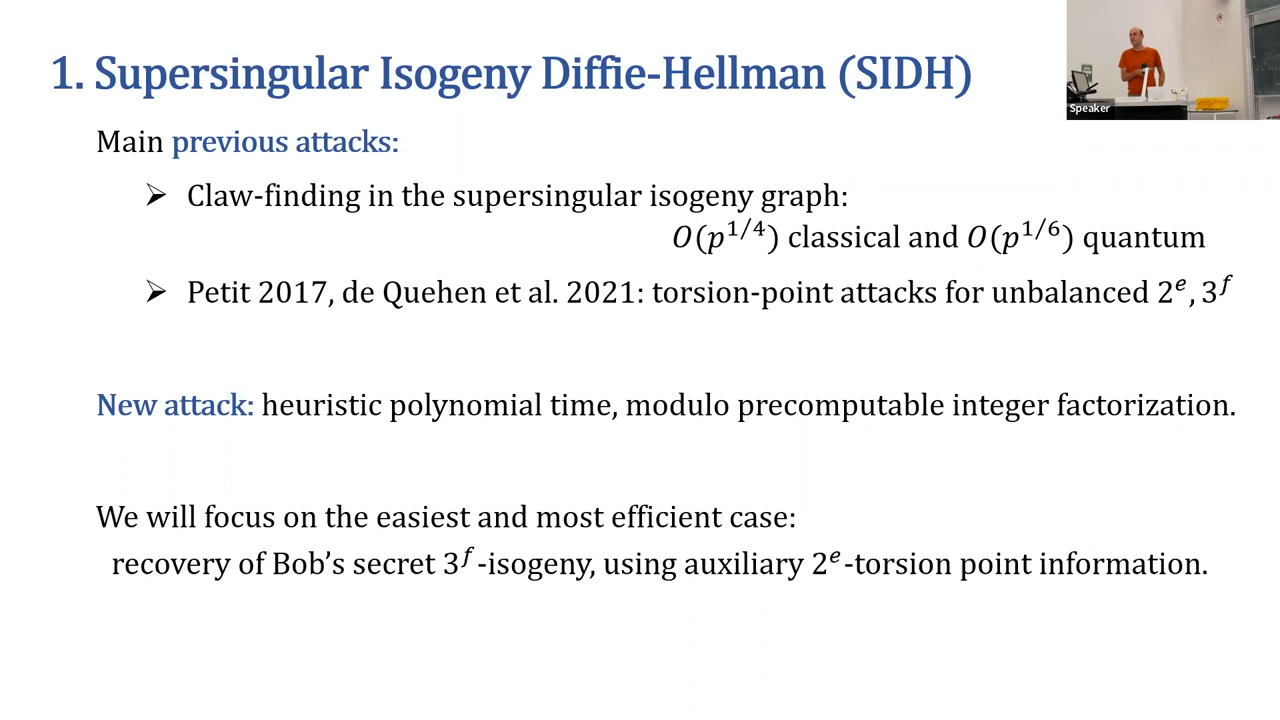 1. Supersingular Isogeny Diffie-Hellman (SIDH)
Speaker
Main previous attacks:
➢ Claw-finding in the supersingular isogeny graph:
O(p^{1/4}) classical and O(p^{1/6}) quantum
➢ Petit 2017, de Quehen et al. 2021: torsion-point attacks for unbalanced 2^e, 3^f
New attack: heuristic polynomial time, modulo precomputable integer factorization.
We will focus on the easiest and most efficient case:
recovery of Bob's secret 3^f-isogeny, using auxiliary 2^e-torsion point information.